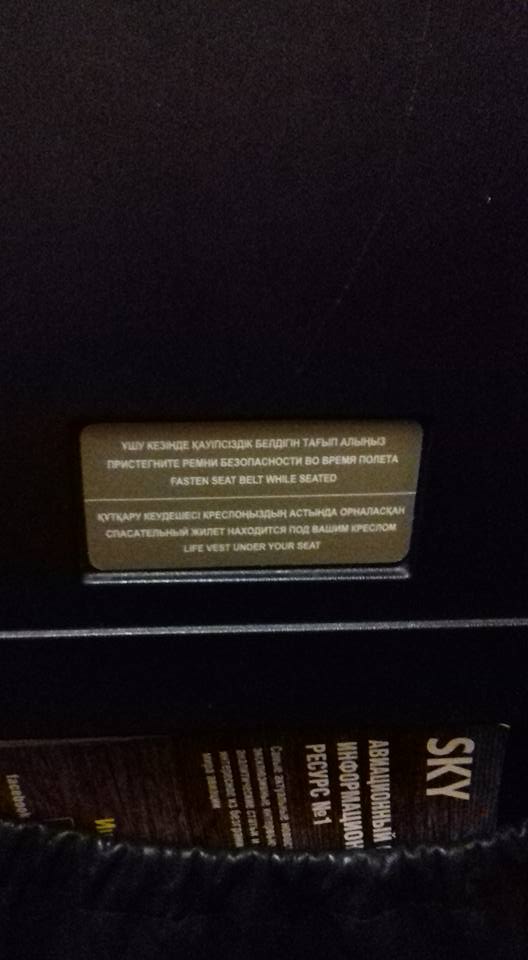 ҰШУ КЕЗІНДЕ ҚАУІПСІЗДІК БЕЛДІГІН ТАҒЫП АЛЫҢЫЗ
ПРИСТЕГНИТЕ РЕМНИ БЕЗОПАСНОСТИ ВО ВРЕМЯ ПОЛЕТА
FASTEN SEAT BELT WHILE SEATED
ҚҰТҚАРУ КЕУДЕШЕСІ КРЕСЛОҢЫЗДЫҢ АСТЫНДА ОРНАЛАСҚАН
СПАСАТЕЛЬНЫЙ ЖИЛЕТ НАХОДИТСЯ ПОД ВАШИМ КРЕСЛОМ
LIFE VEST UNDER YOUR SEAT
SKY
АВИАЦИОННЫЙ
ИНФОРМАЦИОН
РЕСУРС №1